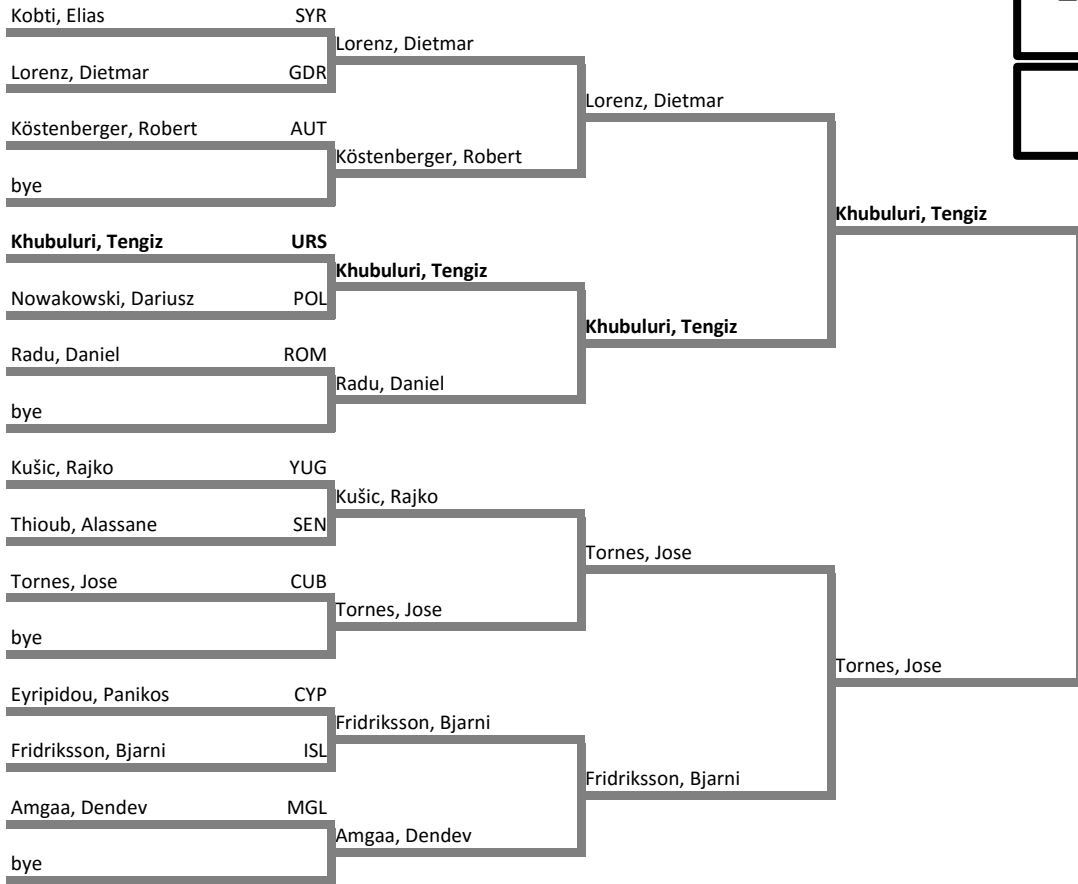 Kobti, Elias SYR
Lorenz, Dietmar
Lorenz, Dietmar GDR
Lorenz, Dietmar
Köstenberger, Robert AUT
Köstenberger, Robert
bye
Khubuluri, Tengiz
Khubuluri, Tengiz URS
Khubuluri, Tengiz
Nowakowski, Dariusz POL
Khubuluri, Tengiz
Radu, Daniel ROM
Radu, Daniel
bye
Kušic, Rajko YUG
Kušic, Rajko
Thioub, Alassane SEN
Tornes, Jose
Tornes, Jose CUB
Tornes, Jose
bye
Tornes, Jose
Eyripidou, Panikos CYP
Fridriksson, Bjarni
Fridriksson, Bjarni ISL
Fridriksson, Bjarni
Amgaa, Dendev MGL
Amgaa, Dendev
bye